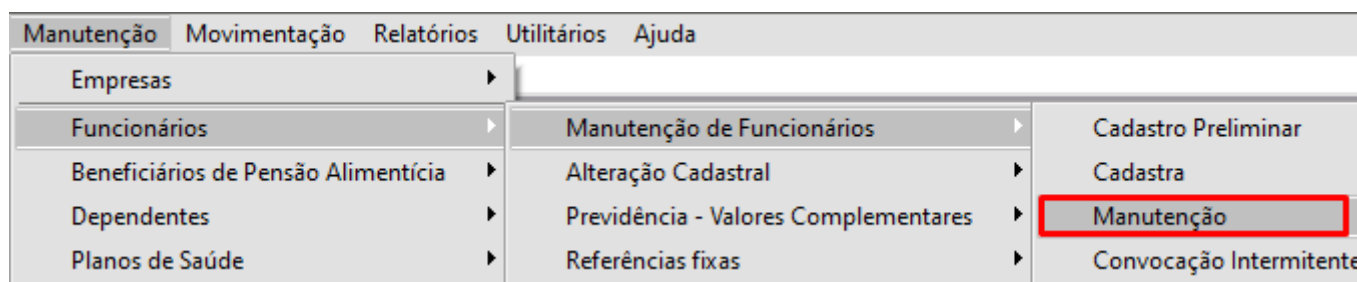 Manutenção Movimentação Relatórios Utilitários Ajuda
Empresas
Funcionários Manutenção de Funcionários Cadastro Preliminar
Beneficiários de Pensão Alimentícia Alteração Cadastral Cadastra
Dependentes Previdência - Valores Complementares Manutenção
Planos de Saúde Referências fixas Convocação Intermitente